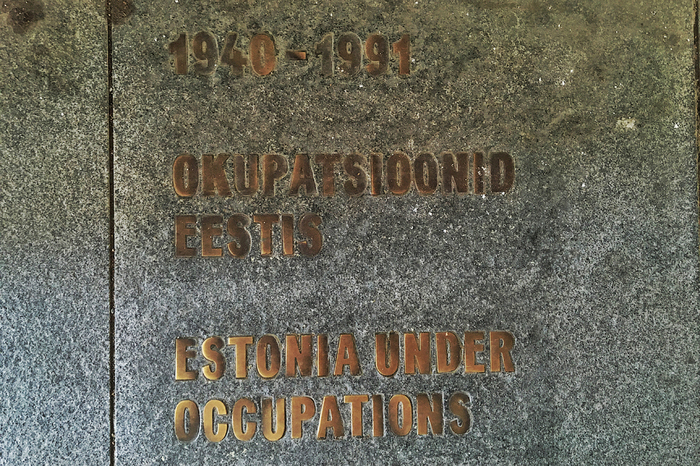 1940-1991
OKUPATSIOONID
EESTIS
ESTONIA UNDER
OCCUPATIONS